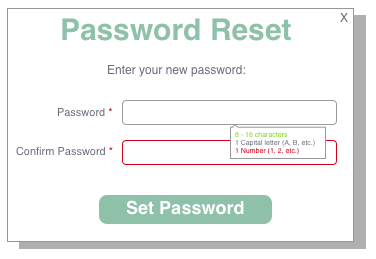 X
Password Reset
Enter your new password:
Password *
8 - 16 characters
1 Capital letter (A, B, etc.)
1 Number (1, 2, etc.)
Confirm Password *
Set Password